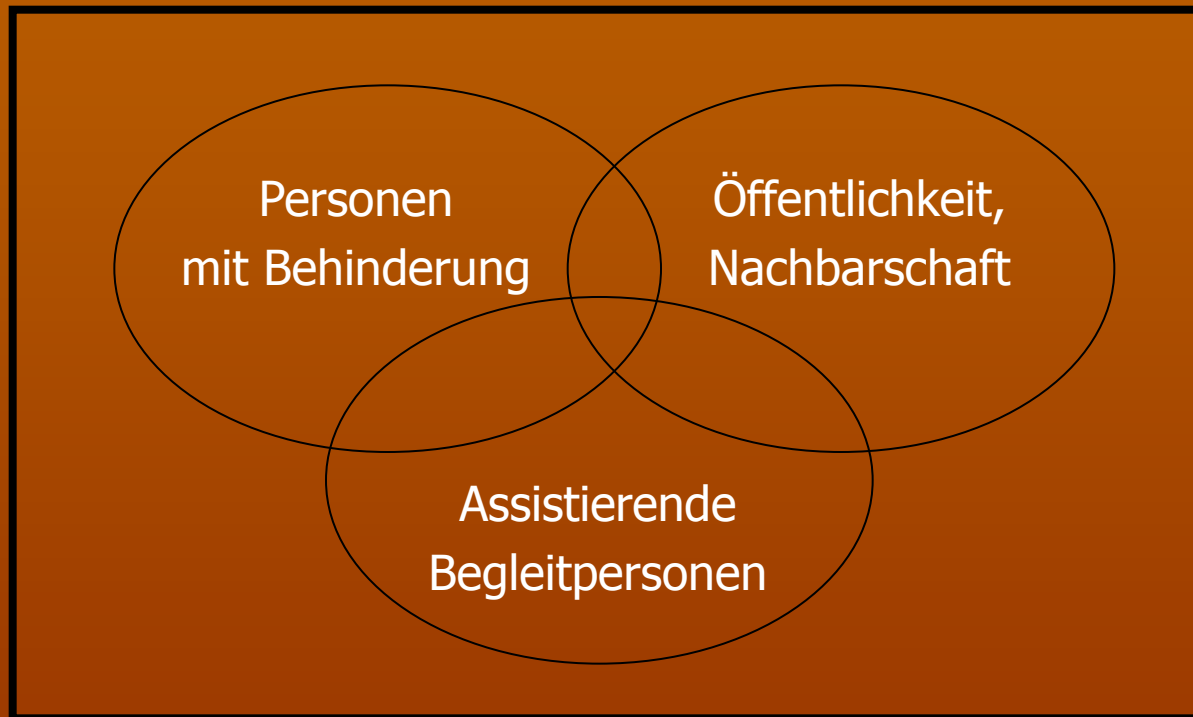 Personen
mit Behinderung
Öffentlichkeit,
Nachbarschaft
Assistierende
Begleitpersonen